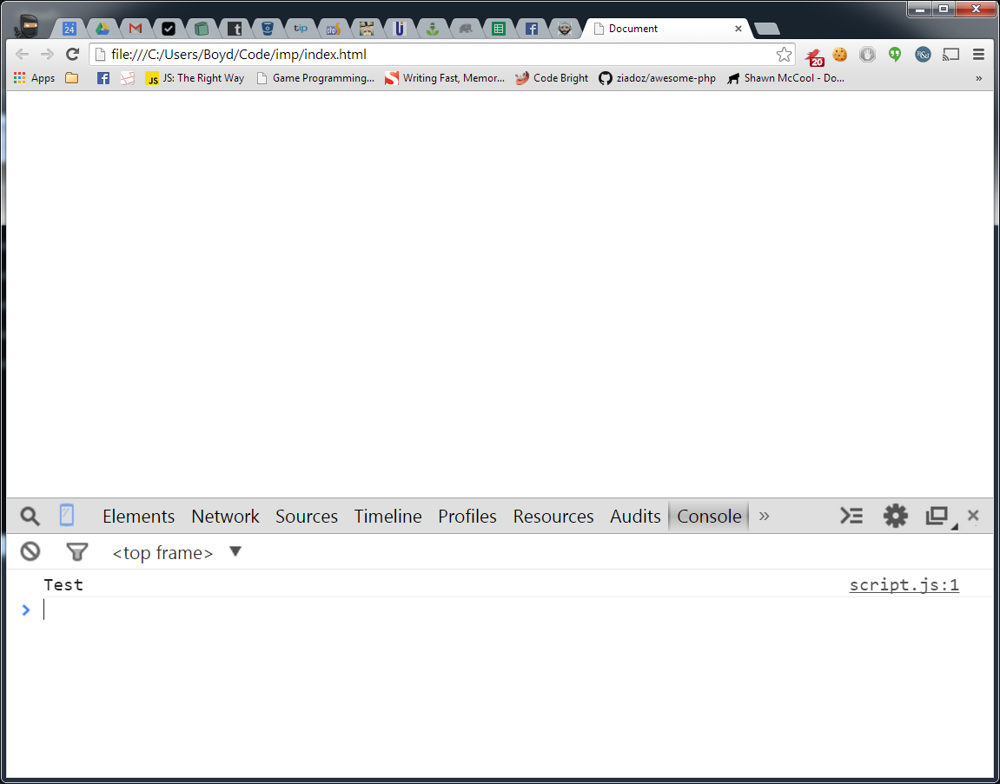 24 M t tip php U f Document
file:///C:/Users/Boyd/Code/imp/index.html 20 R&d
Apps f JS JS: The Right Way Game Programming... Writing Fast, Memor... Code Bright ziadoz/awesome-php Shawn McCool - Do... »
Elements Network Sources Timeline Profiles Resources Audits Console »
<top frame> ▼
Test script.js:1